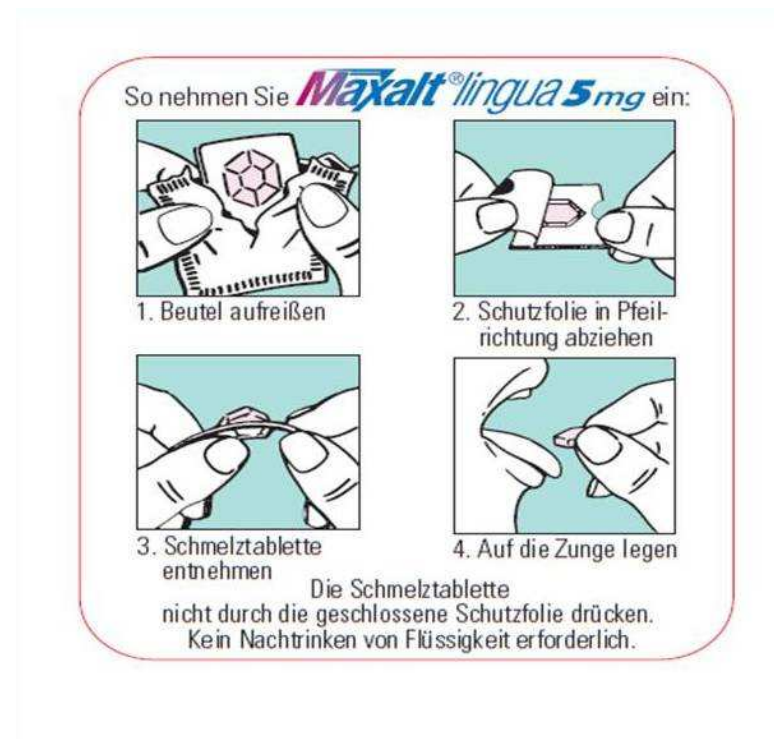 So nehmen Sie Maxalt® lingua 5 mg ein:
1. Beutel aufreißen
2. Schutzfolie in Pfeil-
richtung abziehen
3. Schmelztablette
entnehmen
4. Auf die Zunge legen
Die Schmelztablette
nicht durch die geschlossene Schutzfolie drücken.
Kein Nachtrinken von Flüssigkeit erforderlich.